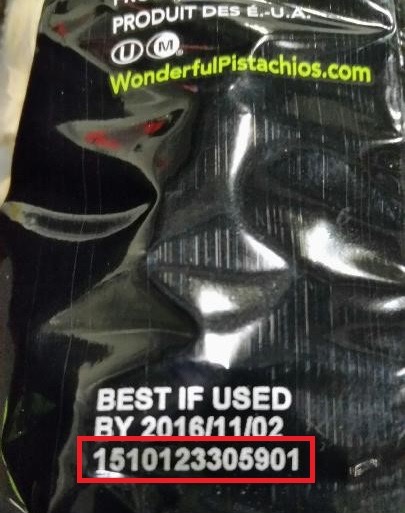 PRODUIT DES É.-U.A.
U M
WonderfulPistachios.com
BEST IF USED
BY 2016/11/02
1510123305901